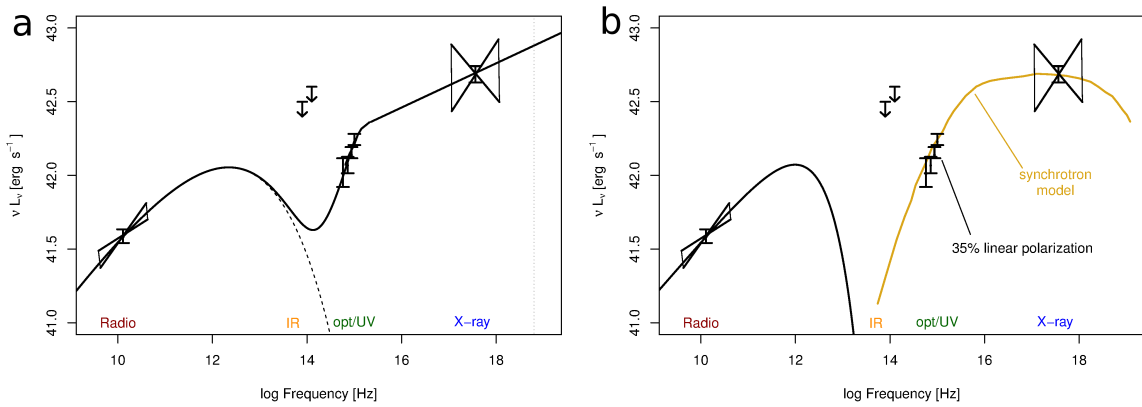 a
43.0
42.5
42.0
41.5
41.0
ν Lν [erg s⁻¹]
Radio
IR
opt/UV
X−ray
10
12
14
16
18
log Frequency [Hz]
b
43.0
42.5
42.0
41.5
41.0
ν Lν [erg s⁻¹]
synchrotron
model
35% linear polarization
Radio
IR
opt/UV
X−ray
10
12
14
16
18
log Frequency [Hz]